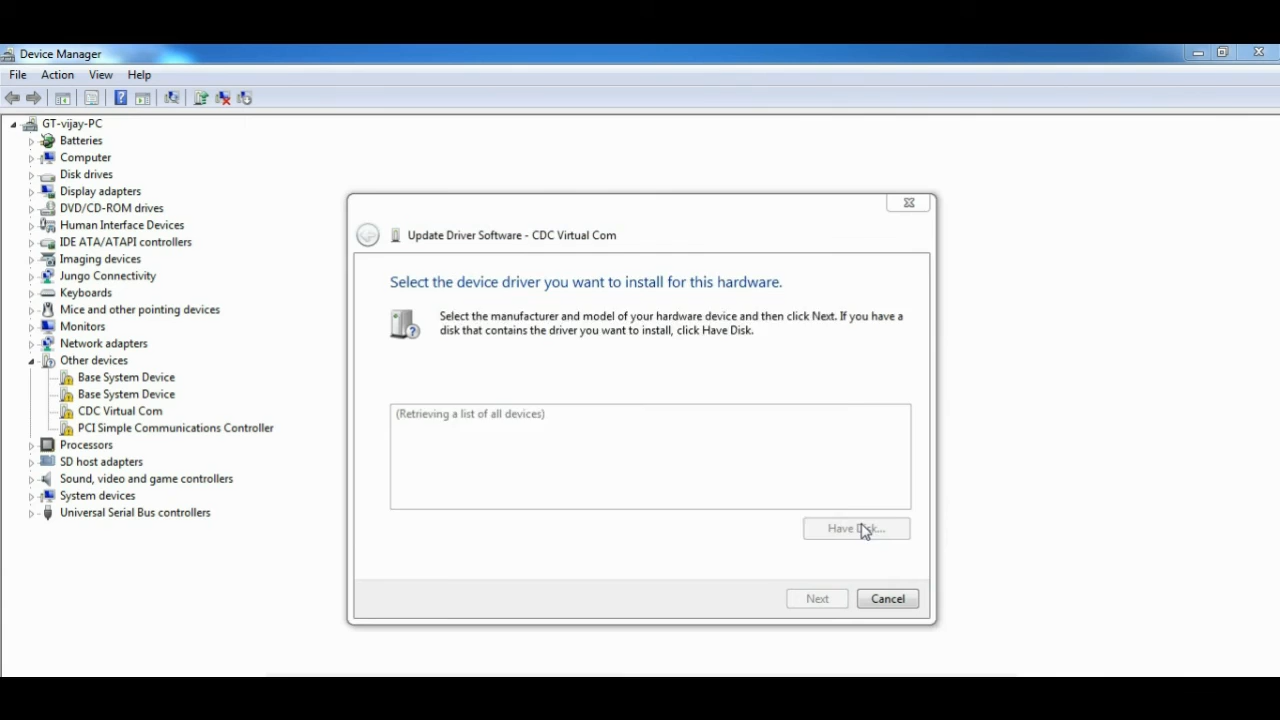 Device Manager
File Action View Help
GT-vijay-PC
Batteries
Computer
Disk drives
Display adapters
DVD/CD-ROM drives
Human Interface Devices
IDE ATA/ATAPI controllers
Imaging devices
Jungo Connectivity
Keyboards
Mice and other pointing devices
Monitors
Network adapters
Other devices
Base System Device
Base System Device
CDC Virtual Com
PCI Simple Communications Controller
Processors
SD host adapters
Sound, video and game controllers
System devices
Universal Serial Bus controllers
Update Driver Software - CDC Virtual Com
Select the device driver you want to install for this hardware.
Select the manufacturer and model of your hardware device and then click Next. If you have a
disk that contains the driver you want to install, click Have Disk.
(Retrieving a list of all devices)
Have Disk...
Next
Cancel